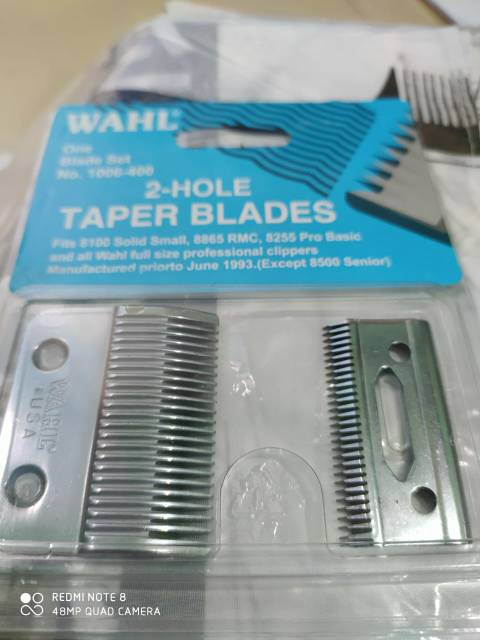 WAHL
One
Blade Set
No. 1006-400
2-HOLE
TAPER BLADES
Fits 8100 Solid Small, 8865 RMC, 8255 Pro Basic
and all Wahl full size professional clippers
Manufactured priorto June 1993.(Except 8500 Senior)
WAHL
USA
REDMI NOTE 8
48MP QUAD CAMERA